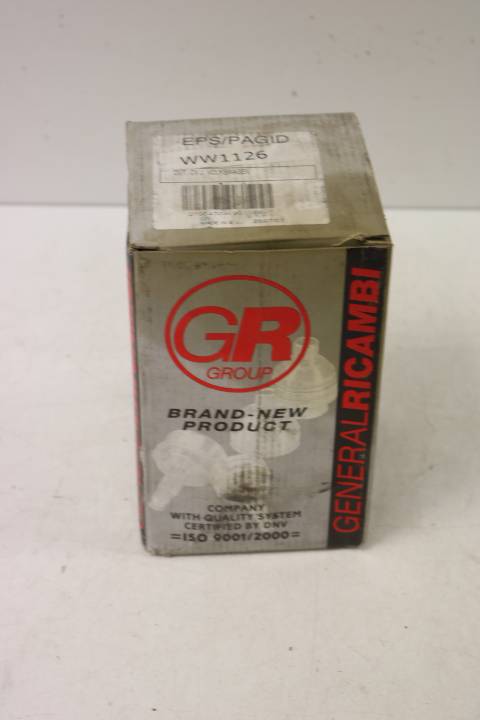 EPS/PAGID
WW1126
GR
GROUP
BRAND-NEW
PRODUCT
COMPANY
WITH QUALITY SYSTEM
CERTIFIED BY DNV
=ISO 9001/2000=
GENERALRICAMBI